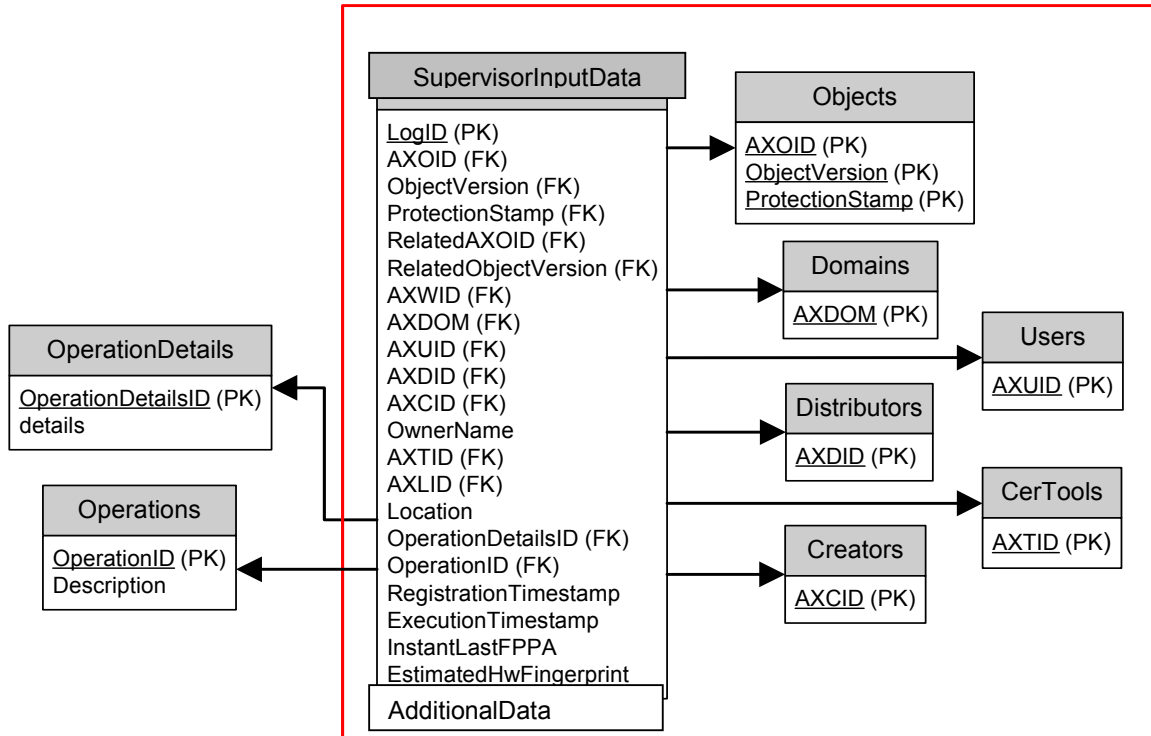 SupervisorInputData
LogID (PK)
AXOID (FK)
ObjectVersion (FK)
ProtectionStamp (FK)
RelatedAXOID (FK)
RelatedObjectVersion (FK)
AXWID (FK)
AXDOM (FK)
AXUID (FK)
AXDID (FK)
AXCID (FK)
OwnerName
AXTID (FK)
AXLID (FK)
Location
OperationDetailsID (FK)
OperationID (FK)
RegistrationTimestamp
ExecutionTimestamp
InstantLastFPPA
EstimatedHwFingerprint
AdditionalData
Objects
AXOID (PK)
ObjectVersion (PK)
ProtectionStamp (PK)
Domains
AXDOM (PK)
Users
AXUID (PK)
Distributors
AXDID (PK)
CerTools
AXTID (PK)
Creators
AXCID (PK)
OperationDetails
OperationDetailsID (PK)
details
Operations
OperationID (PK)
Description